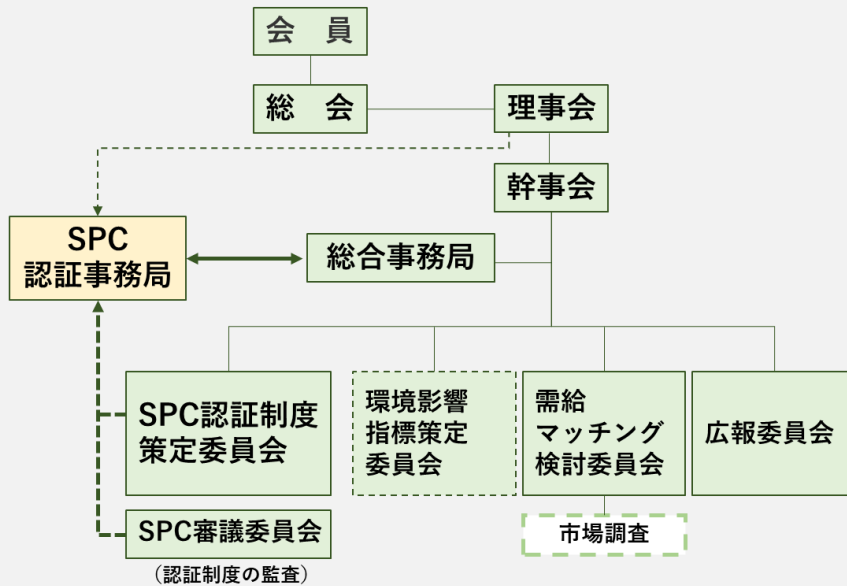 会　員
総　会
理事会
幹事会
SPC
認証事務局
総合事務局
SPC認証制度
策定委員会
環境影響
指標策定
委員会
需給
マッチング
検討委員会
広報委員会
SPC審議委員会
（認証制度の監査）
市場調査